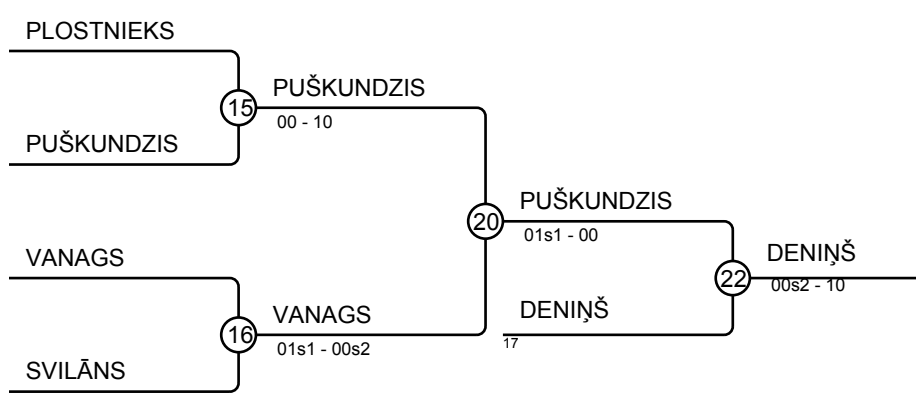 PLOSTNIEKS
15
PUŠKUNDZIS
00 - 10
PUŠKUNDZIS
20
PUŠKUNDZIS
01s1 - 00
VANAGS
16
VANAGS
01s1 - 00s2
SVILĀNS
DENIŅŠ
17
22
DENIŅŠ
00s2 - 10